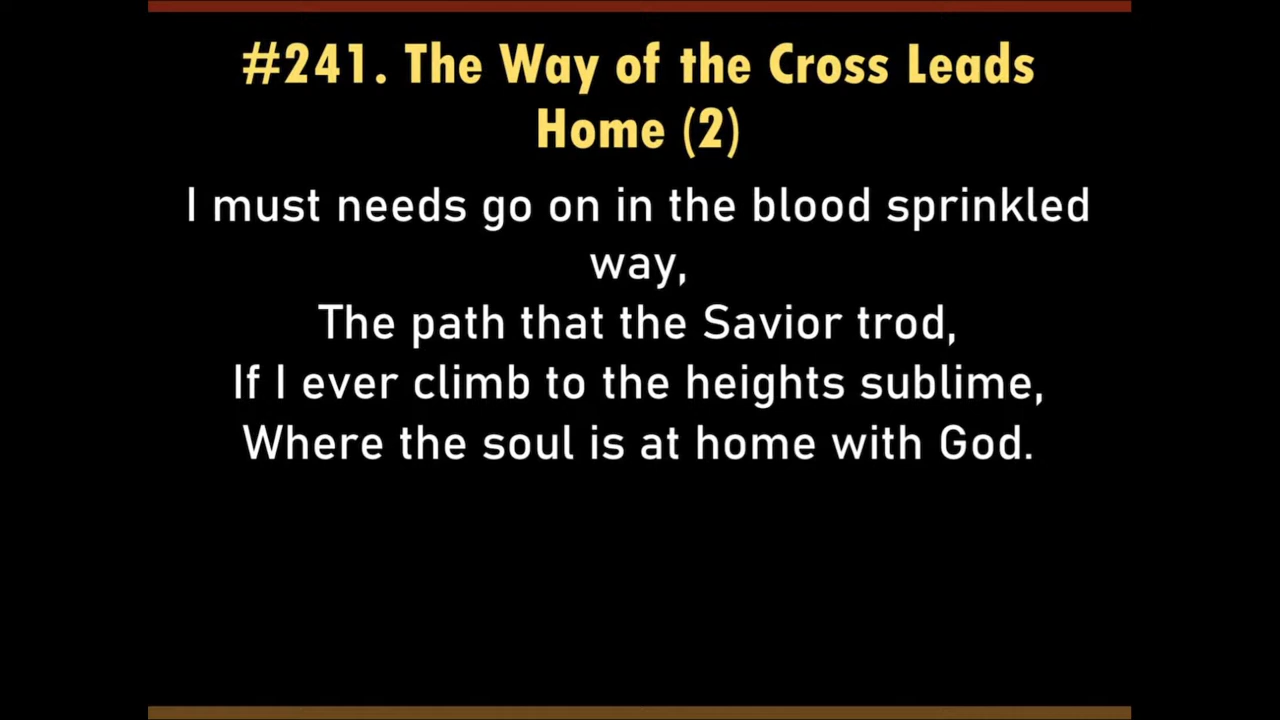 #241. The Way of the Cross Leads
Home (2)
I must needs go on in the blood sprinkled
way,
The path that the Savior trod,
If I ever climb to the heights sublime,
Where the soul is at home with God.